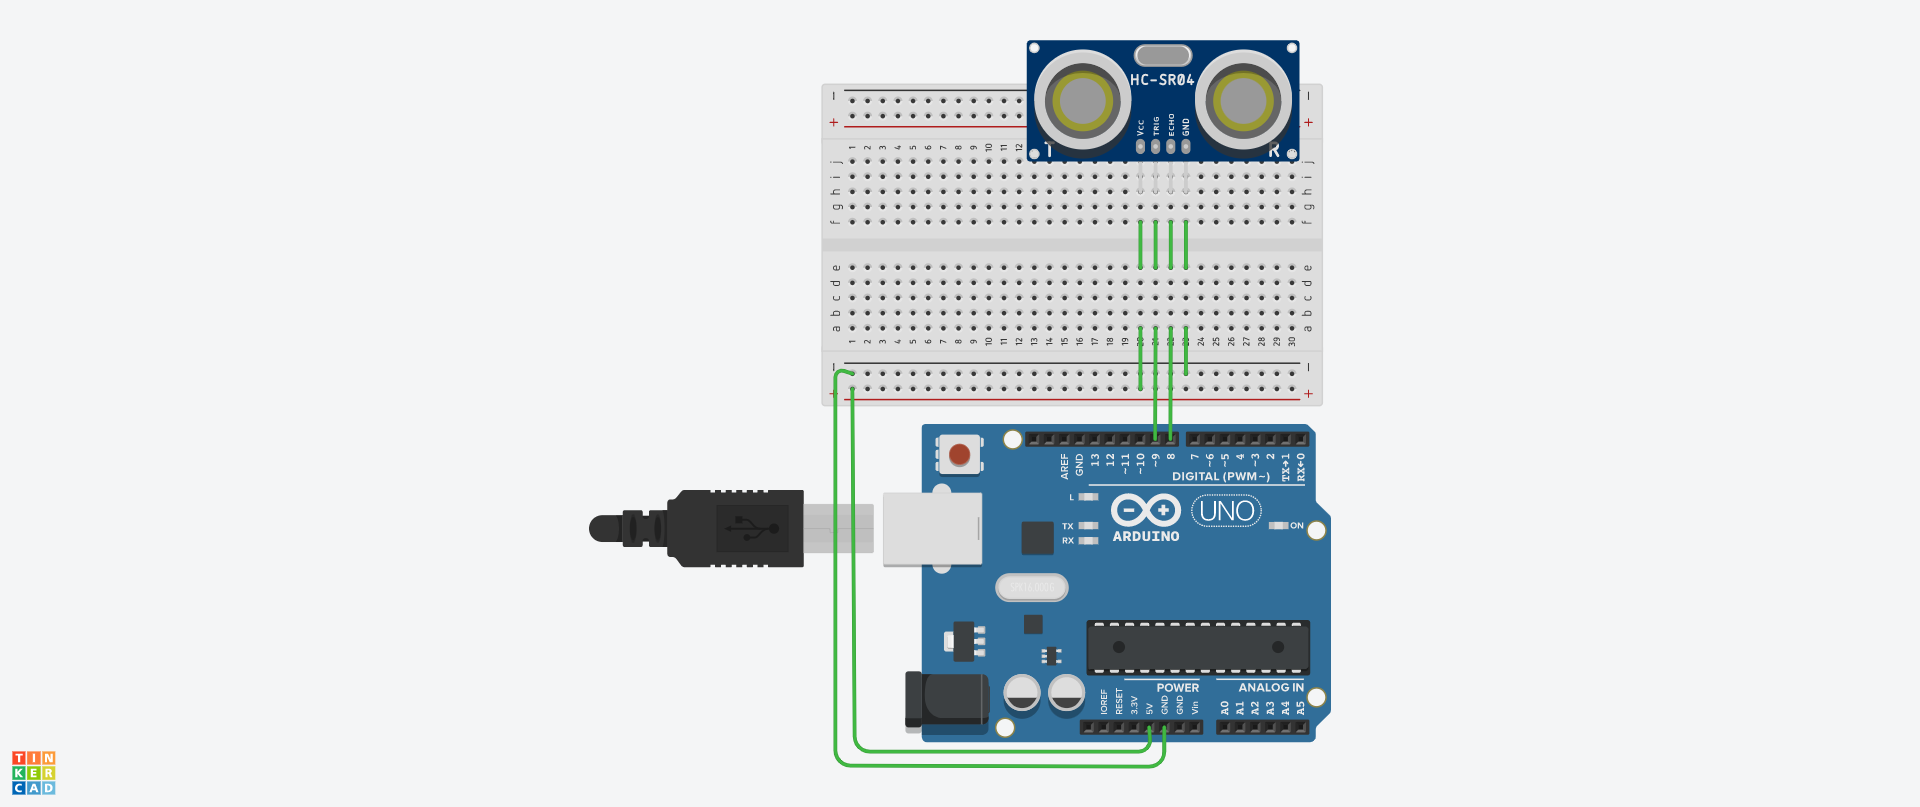 HC-SR04
Vcc TRIG ECHO GND
T R
- -
+ +
1 2 3 4 5 6 7 8 9 10 11 12
j j
i i
h h
g g
f f
e e
d d
c c
b b
a a
1 2 3 4 5 6 7 8 9 10 11 12 13 14 15 16 17 18 19 24 25 26 27 28 29 30
- -
+ +
AREF GND 13 12 ~11 ~10 ~9 8 7 ~6 ~5 4 ~3 2 TX→1 RX←0
DIGITAL (PWM~)
L
TX
RX
ARDUINO
UNO
ON
POWER
ANALOG IN
IOREF RESET 3.3V 5V GND GND Vin A0 A1 A2 A3 A4 A5
TIN
KER
CAD